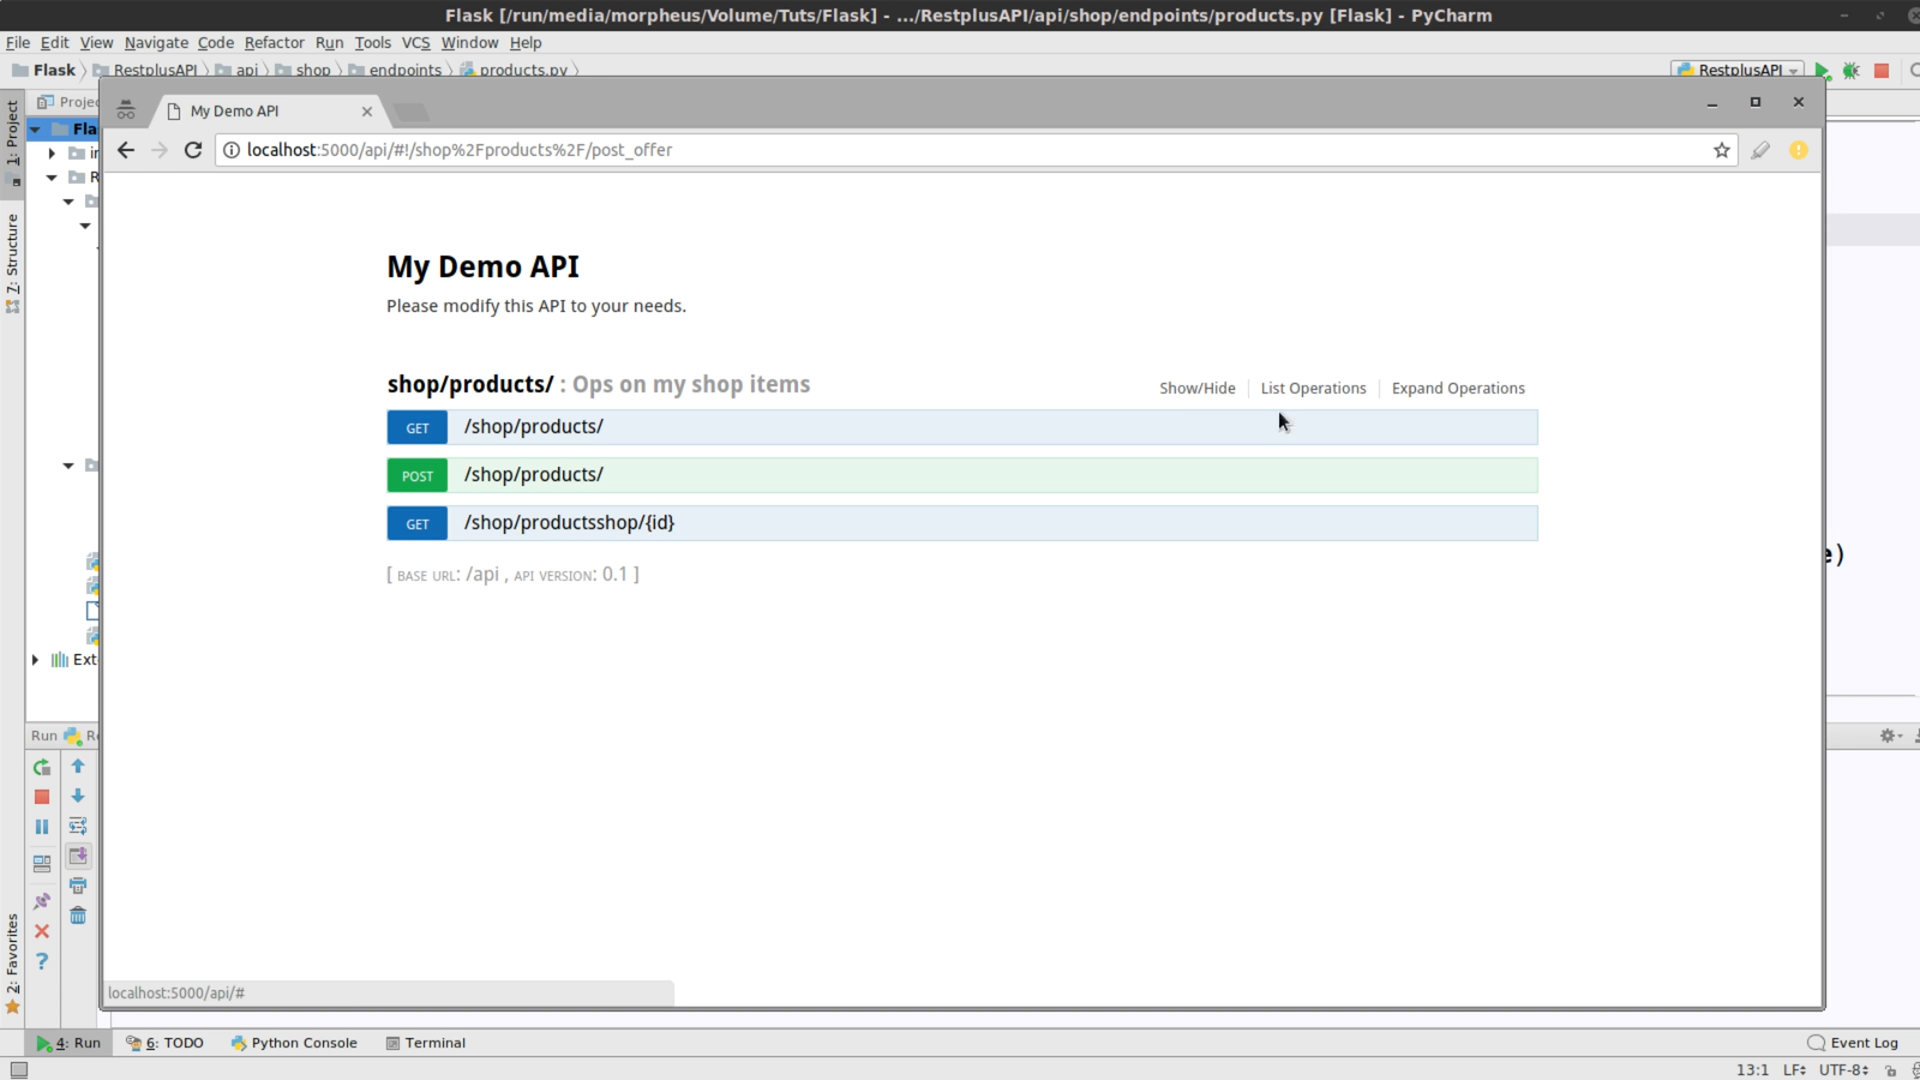 Flask [/run/media/morpheus/Volume/Tuts/Flask] - .../RestplusAPI/api/shop/endpoints/products.py [Flask] - PyCharm
File Edit View Navigate Code Refactor Run Tools VCS Window Help
Flask RestplusAPI api shop endpoints products.py RestplusAPI
1: Project
7: Structure
2: Favorites
Projec
Fla
Ext
My Demo API
localhost:5000/api/#!/shop%2Fproducts%2F/post_offer
My Demo API
Please modify this API to your needs.
shop/products/ : Ops on my shop items Show/Hide List Operations Expand Operations
GET /shop/products/
POST /shop/products/
GET /shop/productsshop/{id}
[ BASE URL: /api , API VERSION: 0.1 ]
e)
Run
localhost:5000/api/#
4: Run 6: TODO Python Console Terminal Event Log
13:1 LF UTF-8